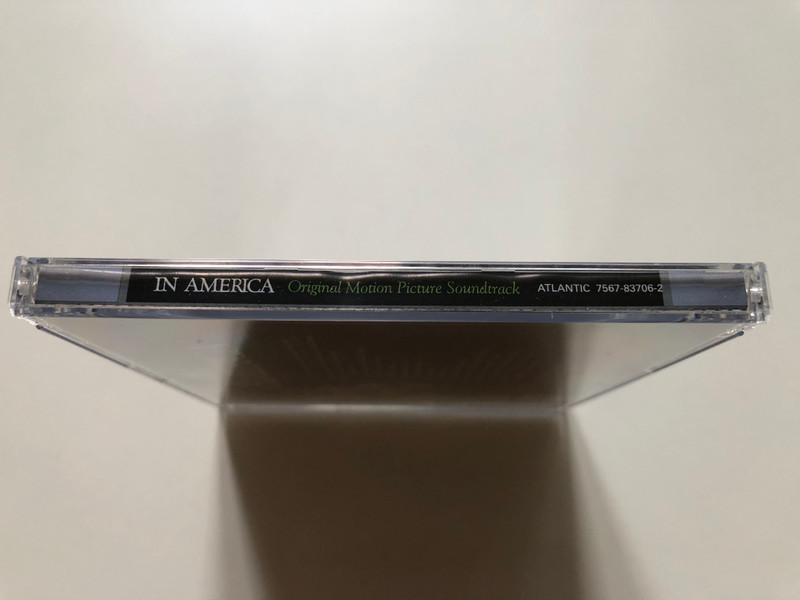 IN AMERICA Original Motion Picture Soundtrack ATLANTIC 7567-83706-2